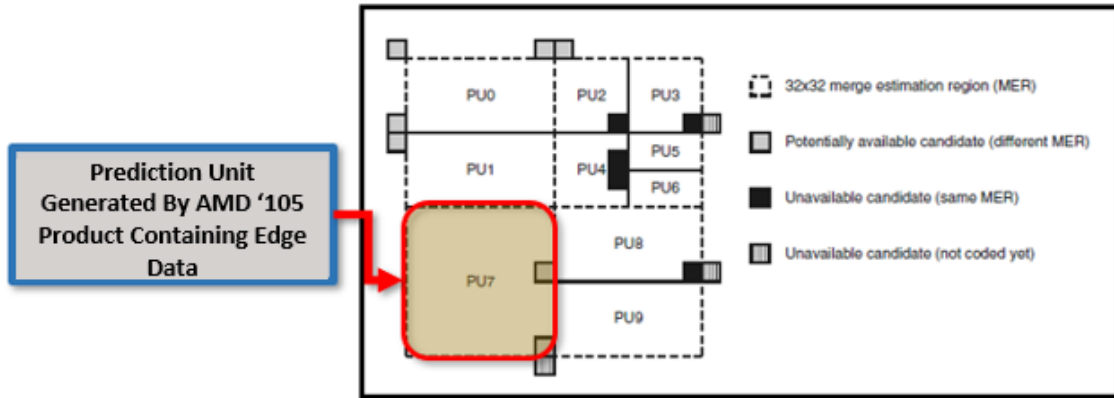 Prediction Unit
Generated By AMD ‘105
Product Containing Edge
Data
PU0
PU2
PU3
PU1
PU4
PU5
PU6
PU7
PU8
PU9
32x32 merge estimation region (MER)
Potentially available candidate (different MER)
Unavailable candidate (same MER)
Unavailable candidate (not coded yet)